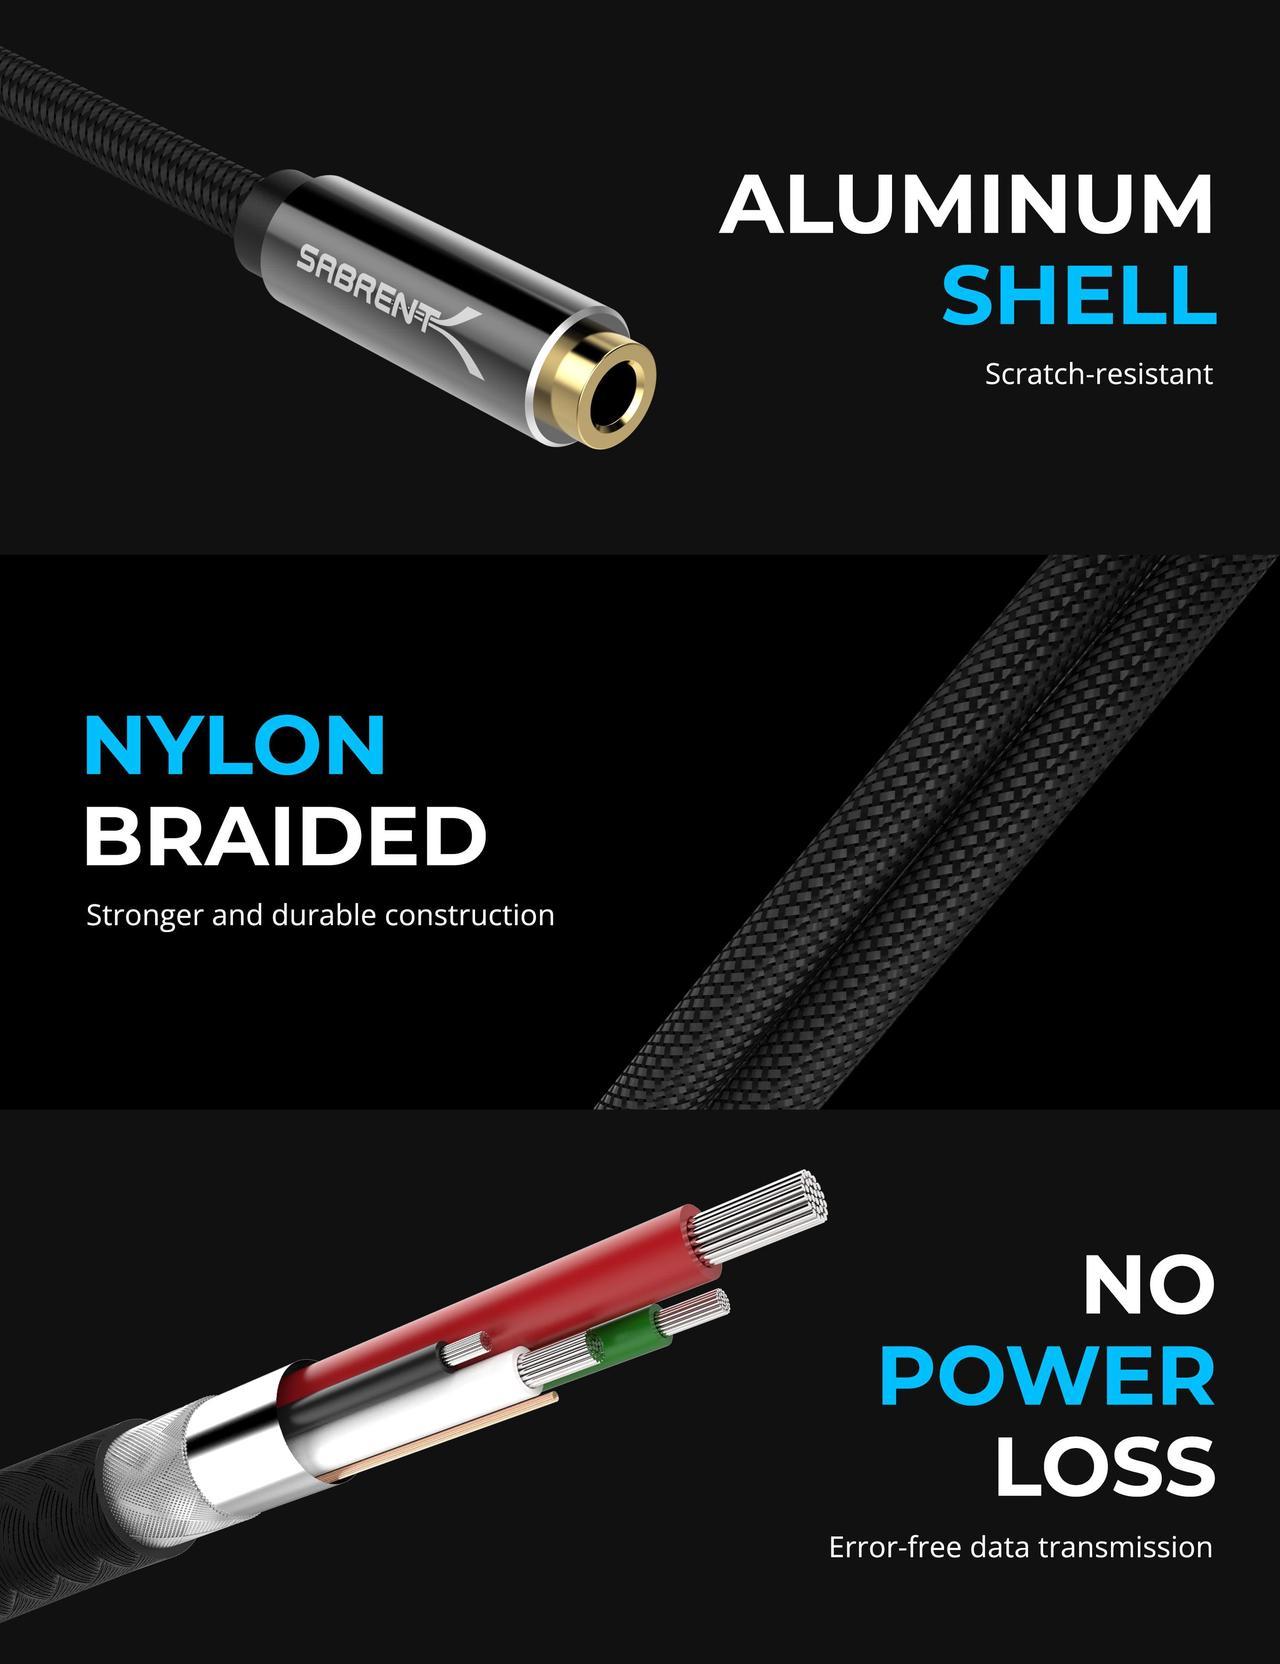 SABRENT
ALUMINUM
SHELL
Scratch-resistant
NYLON
BRAIDED
Stronger and durable construction
NO
POWER
LOSS
Error-free data transmission